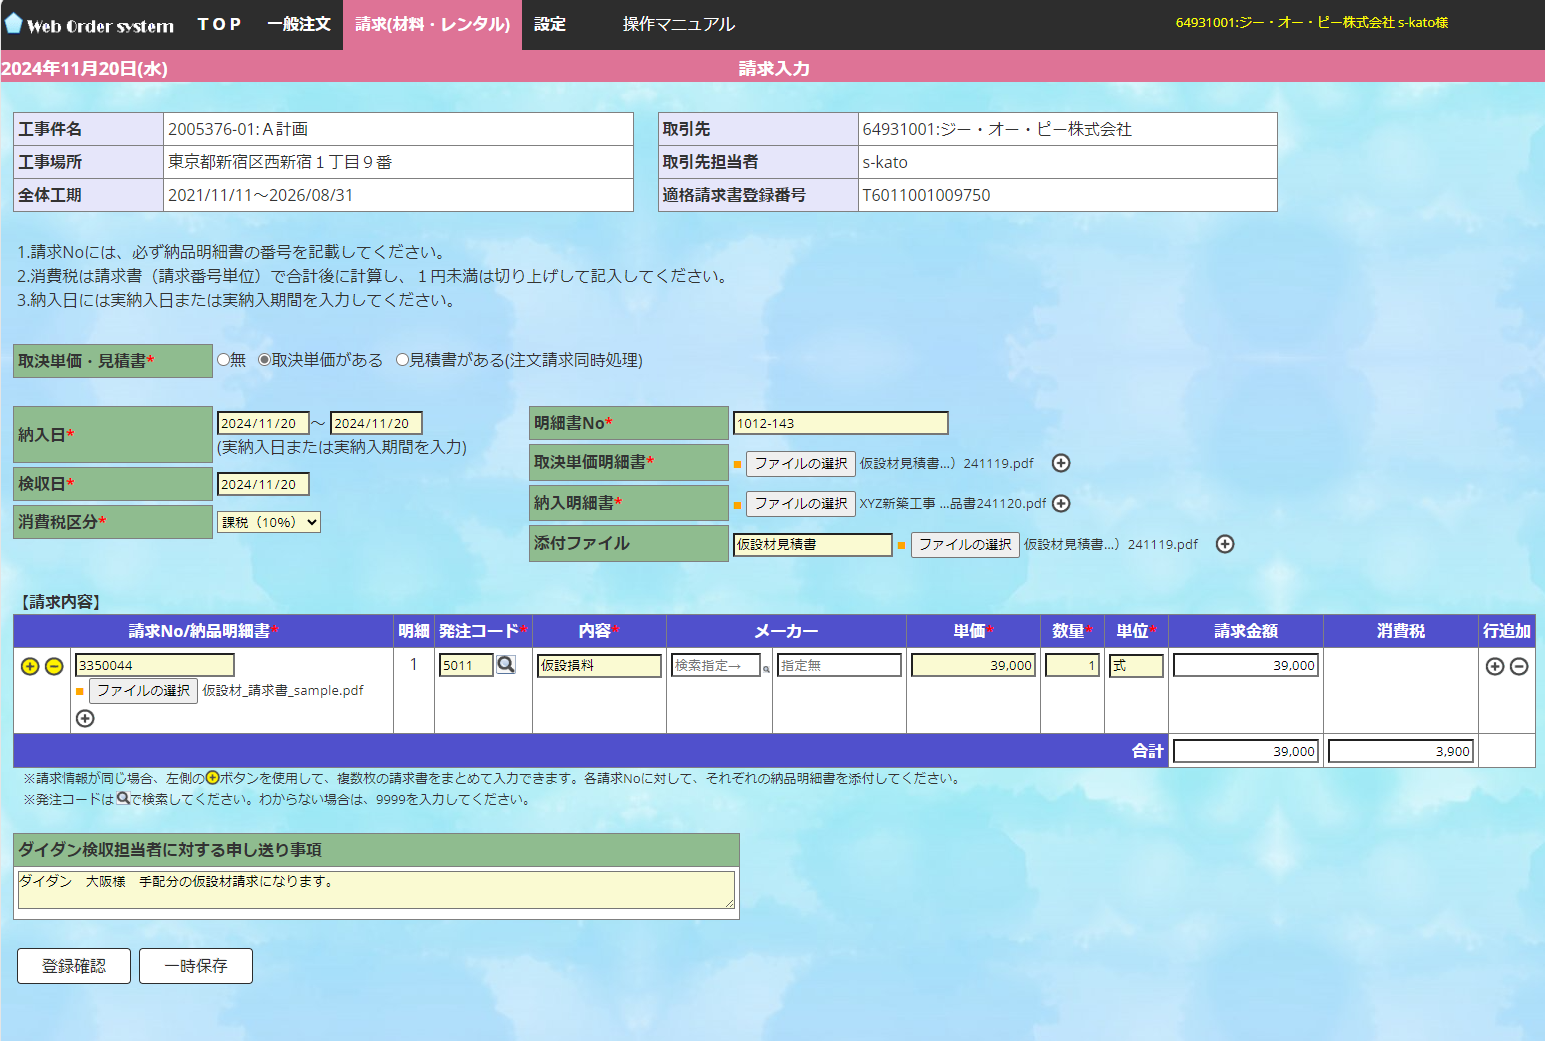 Web Order system TOP 一般注文 請求(材料・レンタル) 設定 操作マニュアル 64931001:ジー・オー・ピー株式会社 s-kato様
2024年11月20日(水) 請求入力
工事件名 2005376-01:A計画 取引先 64931001:ジー・オー・ピー株式会社
工事場所 東京都新宿区西新宿1丁目9番 取引先担当者 s-kato
全体工期 2021/11/11～2026/08/31 適格請求書登録番号 T6011001009750
1.請求Noには、必ず納品明細書の番号を記載してください。
2.消費税は請求書（請求番号単位）で合計後に計算し、１円未満は切り上げして記入してください。
3.納入日には実納入日または実納入期間を入力してください。
取決単価・見積書* 無 取決単価がある 見積書がある(注文請求同時処理)
納入日* 2024/11/20 ～ 2024/11/20
(実納入日または実納入期間を入力)
検収日* 2024/11/20
消費税区分* 課税（10%）
明細書No* 1012-143
取決単価明細書* ファイルの選択 仮設材見積書...）241119.pdf
納入明細書* ファイルの選択 XYZ新築工事 ...品書241120.pdf
添付ファイル 仮設材見積書 ファイルの選択 仮設材見積書...）241119.pdf
【請求内容】
請求No/納品明細書* 明細 発注コード* 内容* メーカー 単価* 数量* 単位* 請求金額 消費税 行追加
3350044 1 5011 仮設損料 検索指定→ 指定無 39,000 1 式 39,000
ファイルの選択 仮設材_請求書_sample.pdf
合計 39,000 3,900
※請求情報が同じ場合、左側のボタンを使用して、複数枚の請求書をまとめて入力できます。各請求Noに対して、それぞれの納品明細書を添付してください。
※発注コードはで検索してください。わからない場合は、9999を入力してください。
ダイダン検収担当者に対する申し送り事項
ダイダン　大阪様　手配分の仮設材請求になります。
登録確認 一時保存